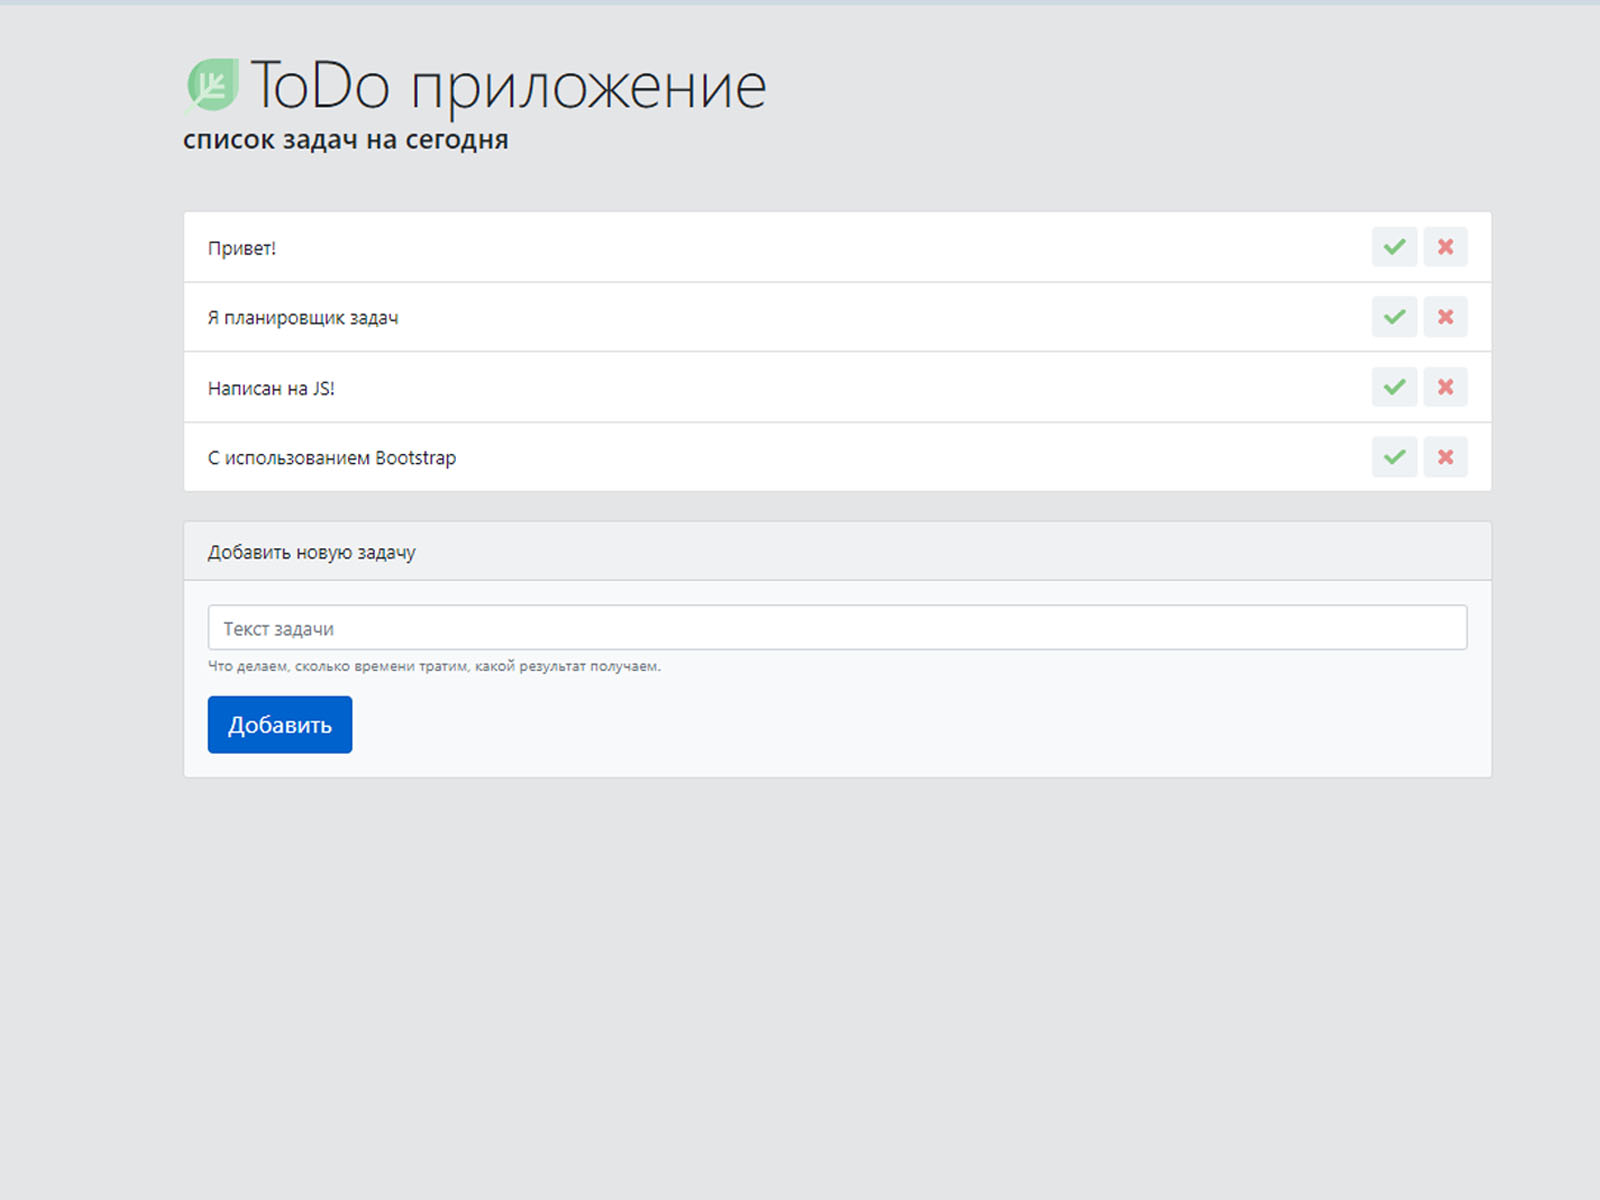 ToDo приложение
список задач на сегодня
Привет!
Я планировщик задач
Написан на JS!
С использованием Bootstrap
Добавить новую задачу
Текст задачи
Что делаем, сколько времени тратим, какой результат получаем.
Добавить